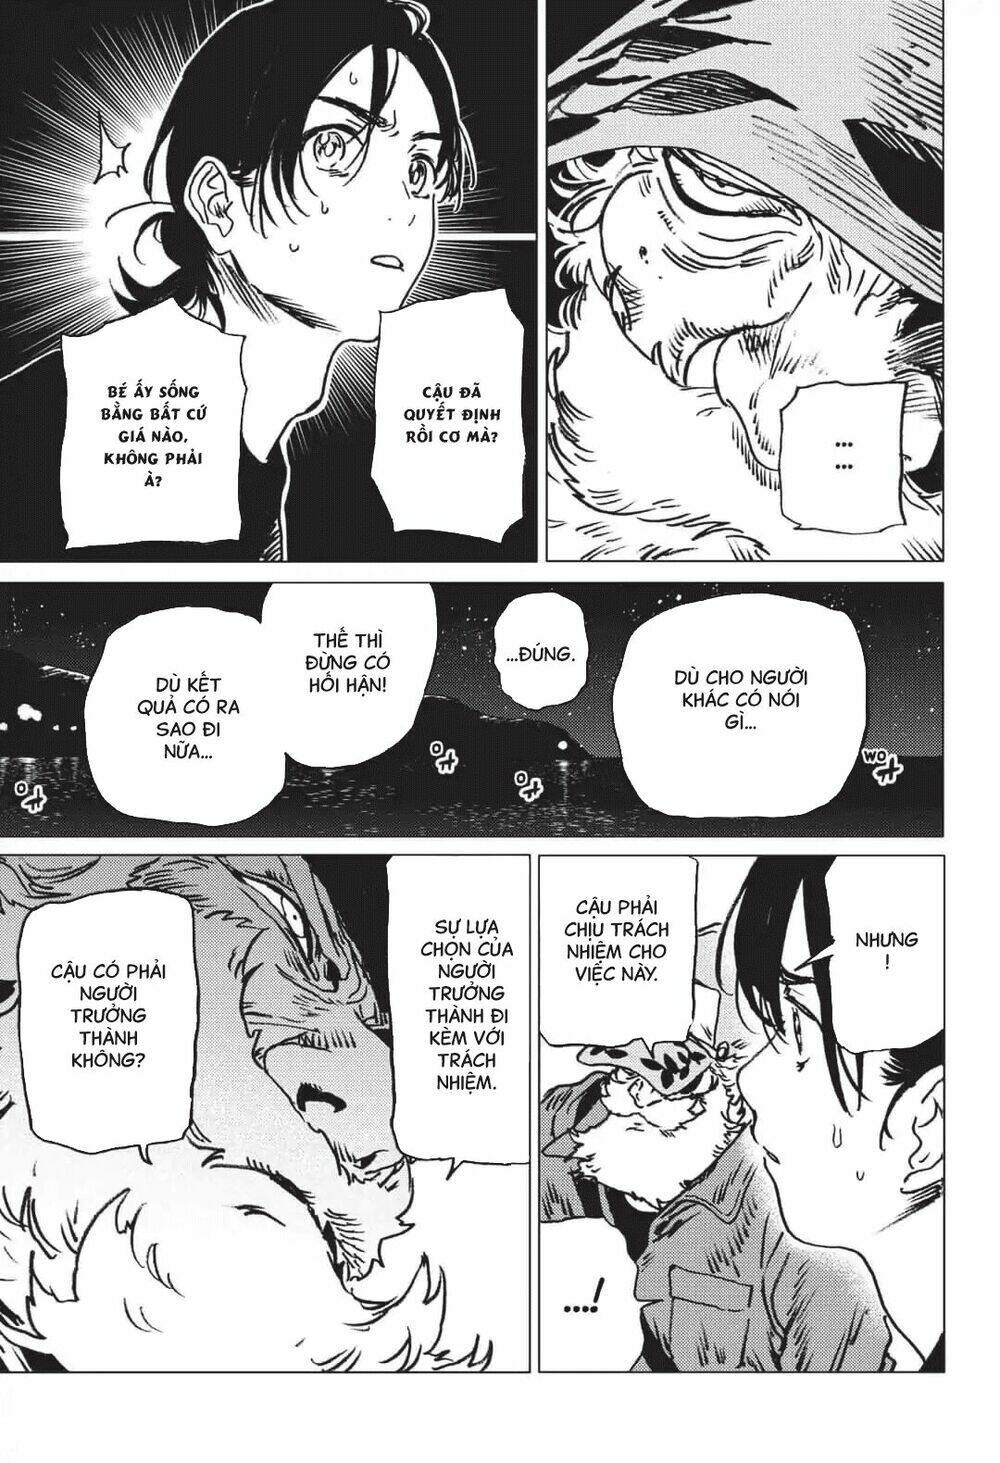 ...
...
CẬU ĐÃ
QUYẾT ĐỊNH
RỒI CƠ MÀ?
BÉ ẤY SỐNG
BẰNG BẤT CỨ
GIÁ NÀO,
KHÔNG PHẢI
À?
DÙ CHO NGƯỜI
KHÁC CÓ NÓI
GÌ...
...ĐÚNG.
THẾ THÌ
ĐỪNG CÓ
HỐI HẬN!
DÙ KẾT
QUẢ CÓ RA
SAO ĐI
NỮA...
NHƯNG
!
CẬU PHẢI
CHỊU TRÁCH
NHIỆM CHO
VIỆC NÀY.
....!
SỰ LỰA
CHỌN CỦA
NGƯỜI
TRƯỞNG
THÀNH ĐI
KÈM VỚI
TRÁCH
NHIỆM.
CẬU CÓ PHẢI
NGƯỜI
TRƯỞNG
THÀNH
KHÔNG?